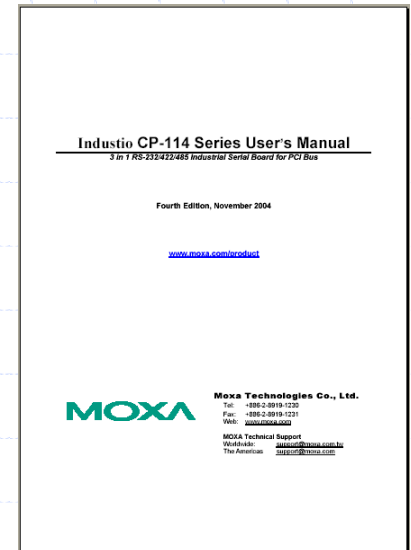 Industio CP-114 Series User's Manual
3 in 1 RS-232/422/485 Industrial Serial Board for PCI Bus
Fourth Edition, November 2004
www.moxa.com/product
MOXA
Moxa Technologies Co., Ltd.
Tel: +886-2-8919-1230
Fax: +886-2-8919-1231
Web: www.moxa.com
MOXA Technical Support
Worldwide: support@moxa.com.tw
The Americas support@moxa.com